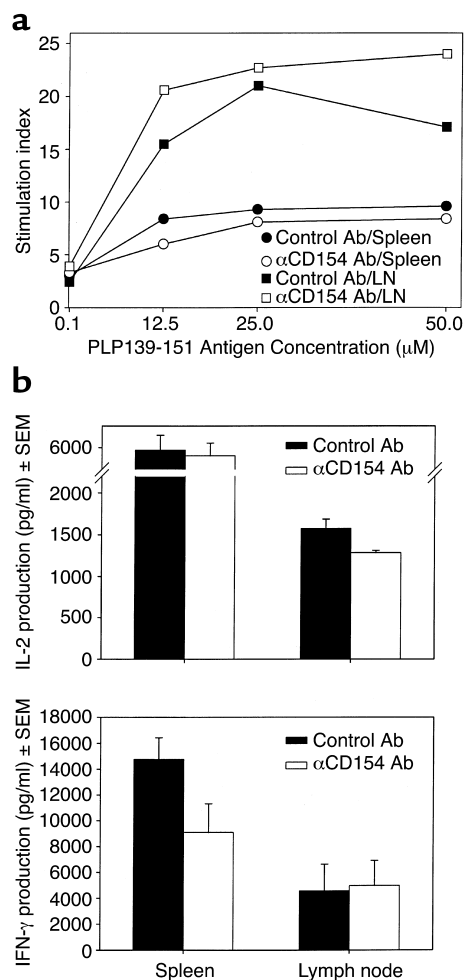 a
Stimulation index
25
20
15
10
5
0
Control Ab/Spleen
αCD154 Ab/Spleen
Control Ab/LN
αCD154 Ab/LN
0.1 12.5 25.0 50.0
PLP139-151 Antigen Concentration (μM)
b
IL-2 production (pg/ml) ± SEM
6000
2000
1500
1000
500
0
Control Ab
αCD154 Ab
IFN-γ production (pg/ml) ± SEM
18000
16000
14000
12000
10000
8000
6000
4000
2000
0
Control Ab
αCD154 Ab
Spleen Lymph node